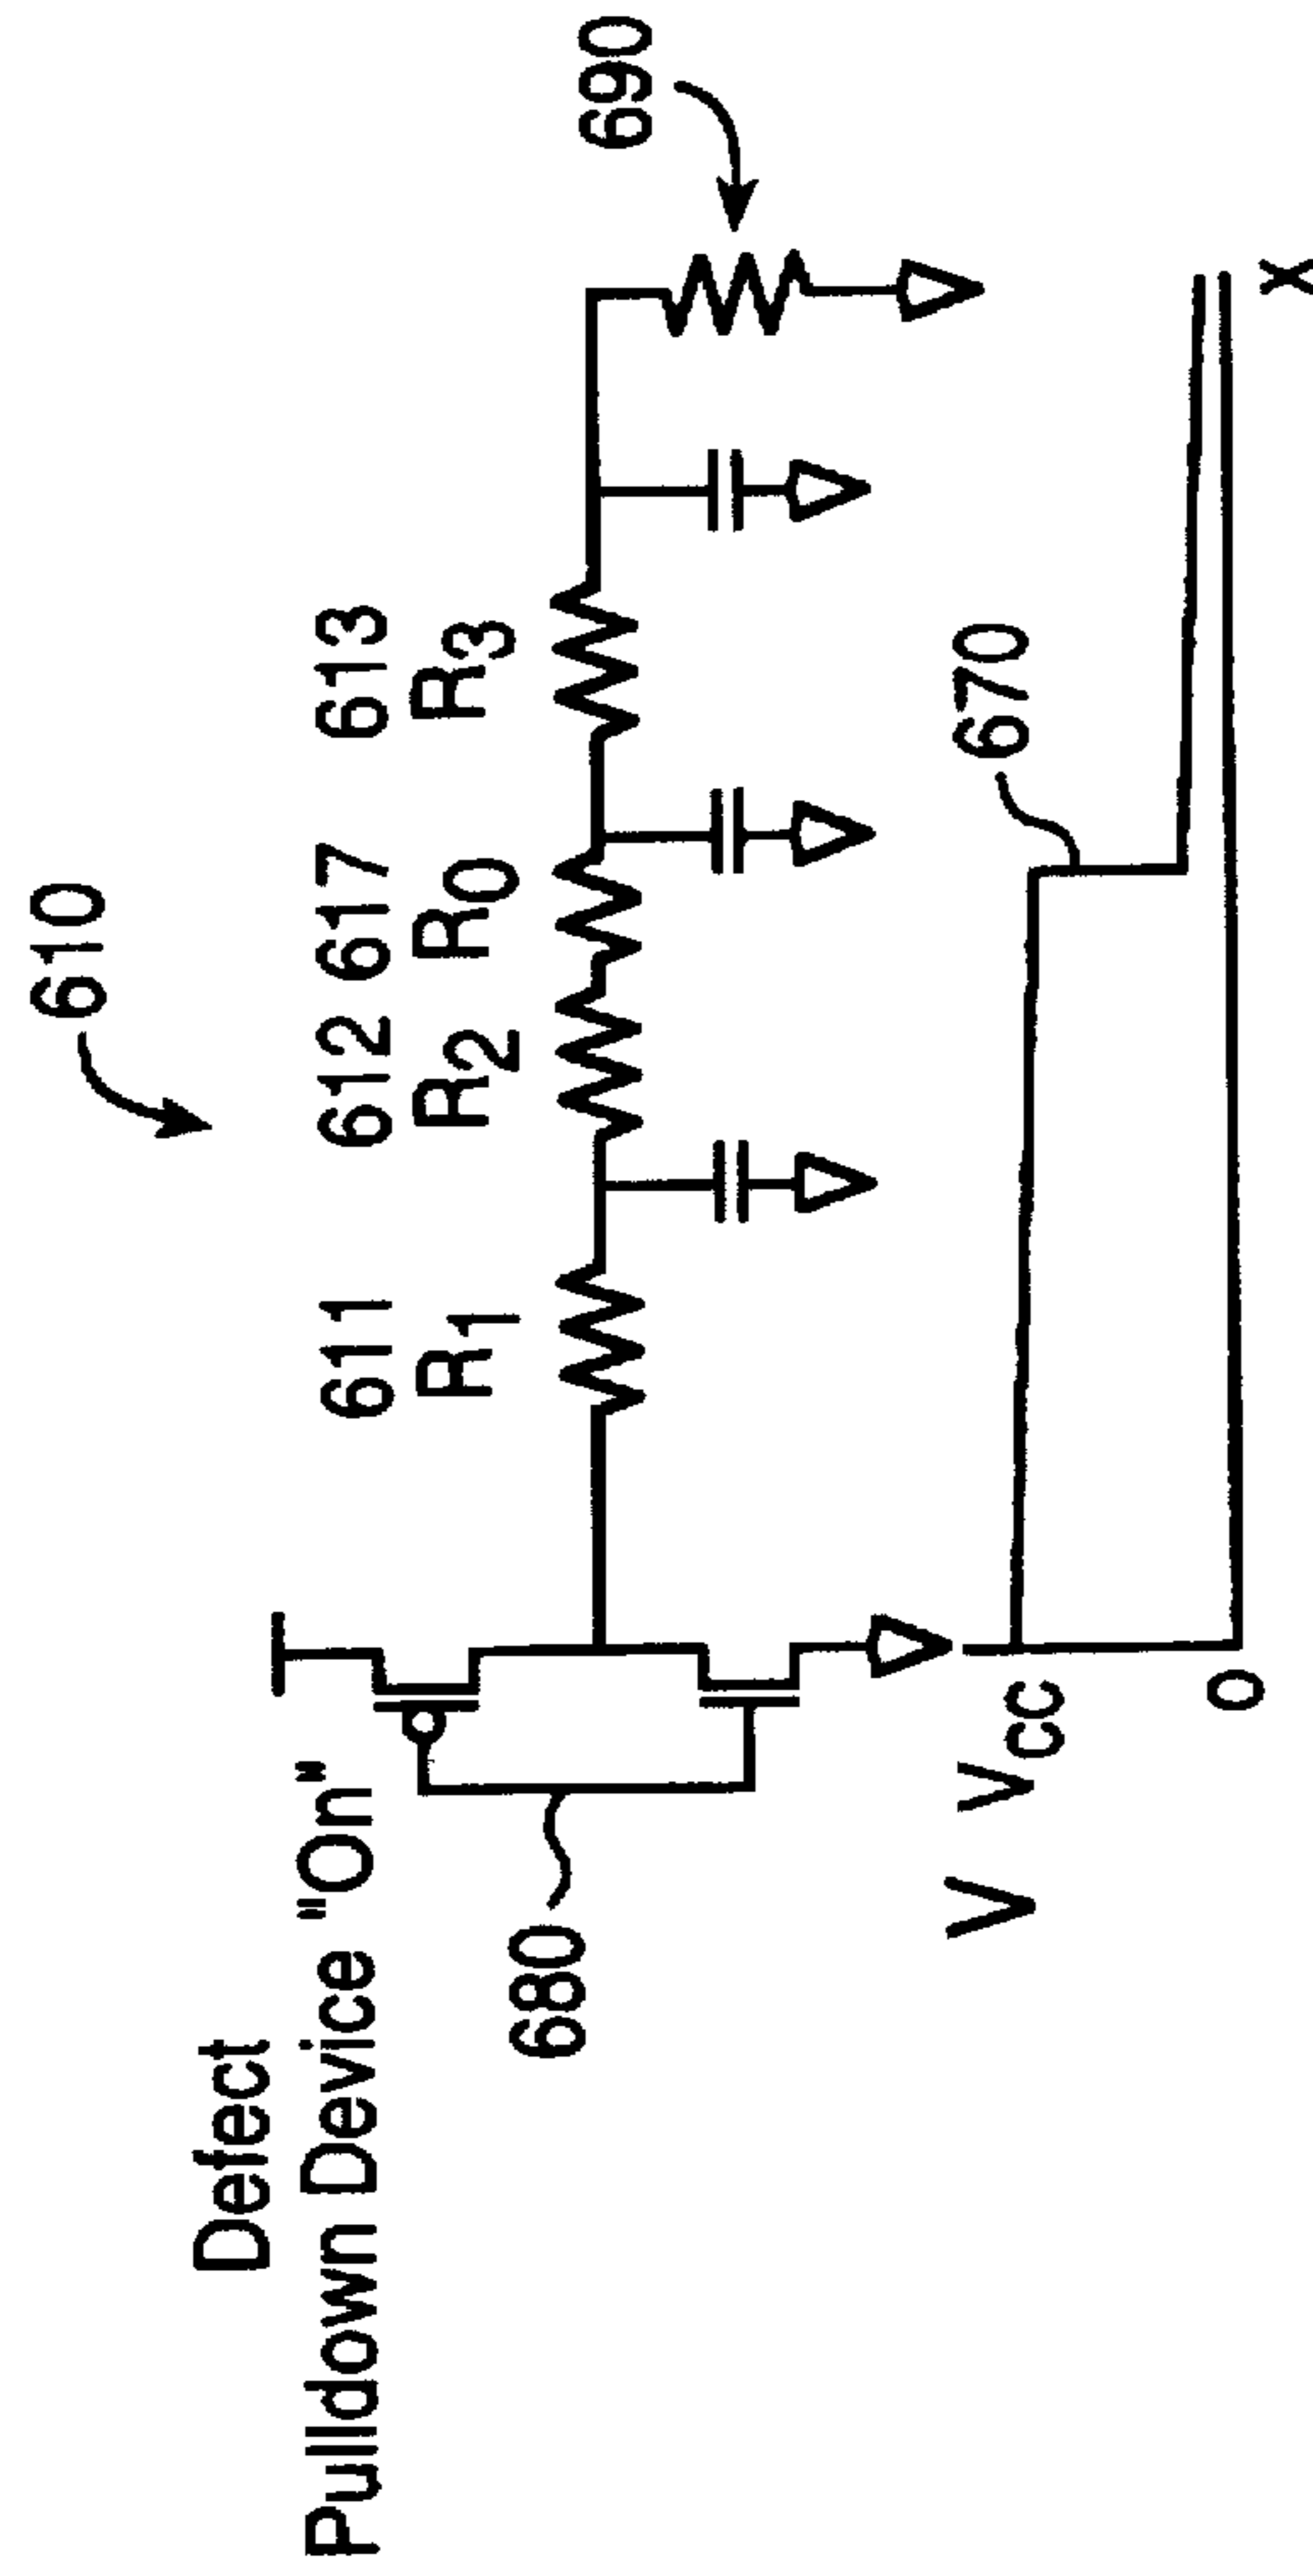 610
Defect
Pulldown Device "On"
611 612 617 613
R1 R2 R0 R3
690
680
670
V VCC
0
X